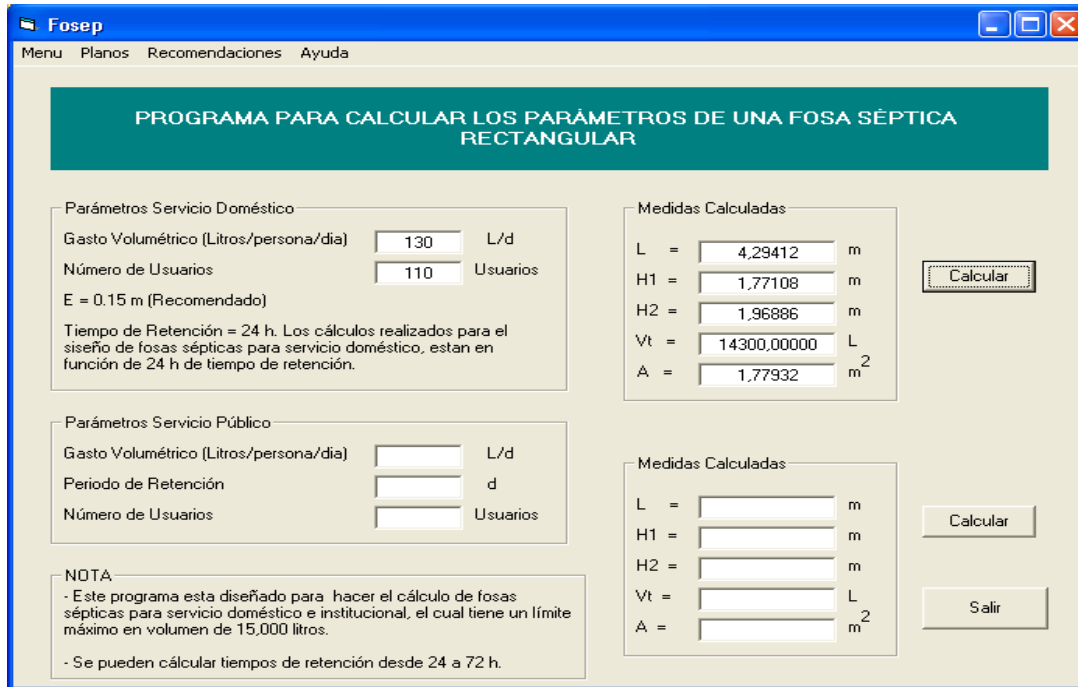 Fosep
Menu Planos Recomendaciones Ayuda
PROGRAMA PARA CALCULAR LOS PARÁMETROS DE UNA FOSA SÉPTICA
RECTANGULAR
Parámetros Servicio Doméstico
Gasto Volumétrico (Litros/persona/dia) 130 L/d
Número de Usuarios 110 Usuarios
E = 0.15 m (Recomendado)
Tiempo de Retención = 24 h. Los cálculos realizados para el
siseño de fosas sépticas para servicio doméstico, estan en
función de 24 h de tiempo de retención.
Medidas Calculadas
L = 4,29412 m
H1 = 1,77108 m
H2 = 1,96886 m
Vt = 14300,00000 L
A = 1,77932 m2
Calcular
Parámetros Servicio Público
Gasto Volumétrico (Litros/persona/dia) L/d
Periodo de Retención d
Número de Usuarios Usuarios
Medidas Calculadas
L = m
H1 = m
H2 = m
Vt = L
A = m2
Calcular
Salir
NOTA
- Este programa esta diseñado para hacer el cálculo de fosas
sépticas para servicio doméstico e institucional, el cual tiene un límite
máximo en volumen de 15,000 litros.
- Se pueden cálcular tiempos de retención desde 24 a 72 h.